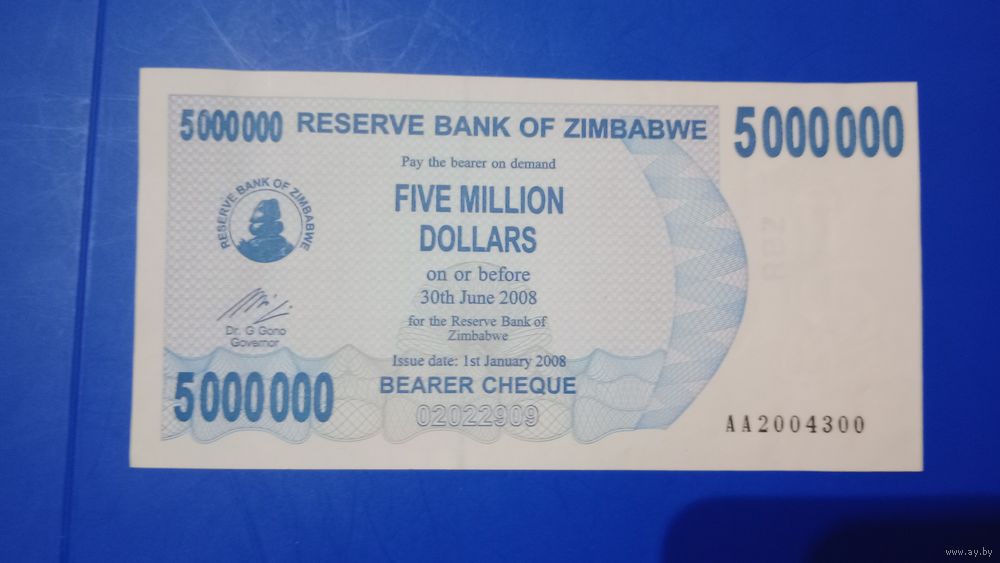 5000000 RESERVE BANK OF ZIMBABWE 5000000
Pay the bearer on demand
FIVE MILLION
DOLLARS
RESERVE BANK OF ZIMBABWE
on or before
30th June 2008
for the Reserve Bank of
Zimbabwe
Dr. G Gono
Governor
Issue date: 1st January 2008
5000000 BEARER CHEQUE
02022909
AA2004300
www.ay.by